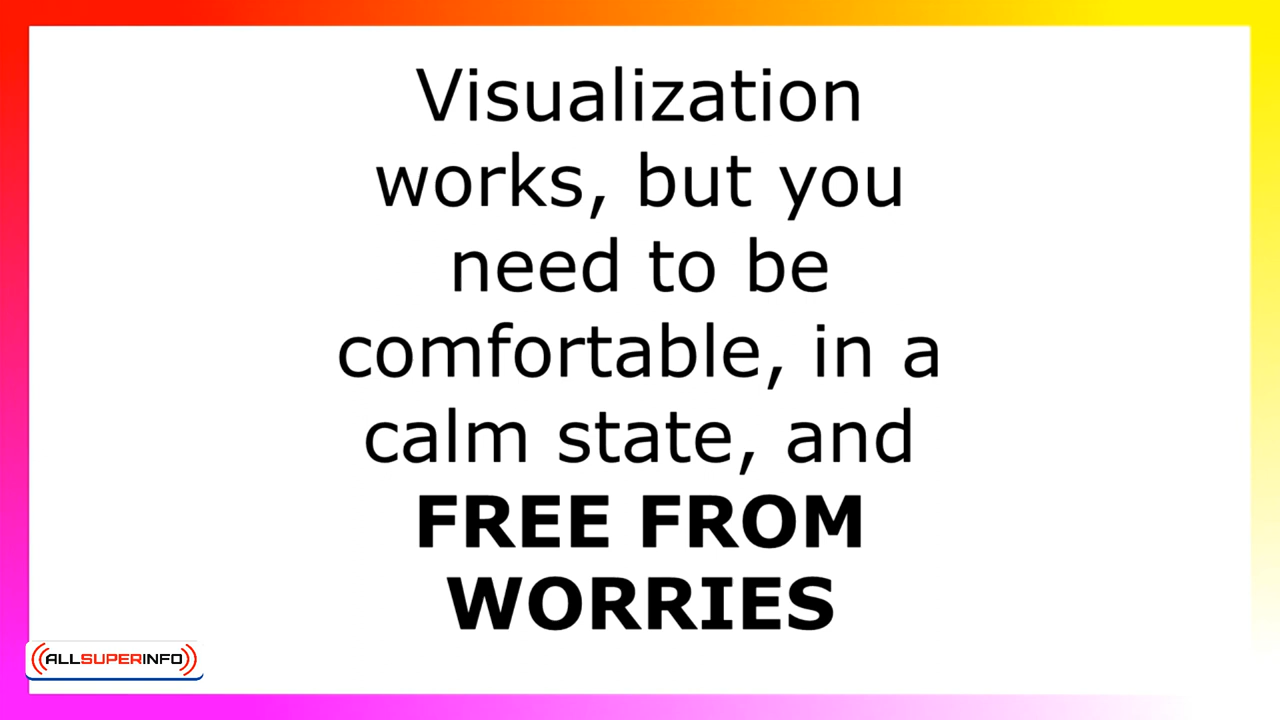 Visualization
works, but you
need to be
comfortable, in a
calm state, and
FREE FROM
WORRIES
ALLSUPERINFO